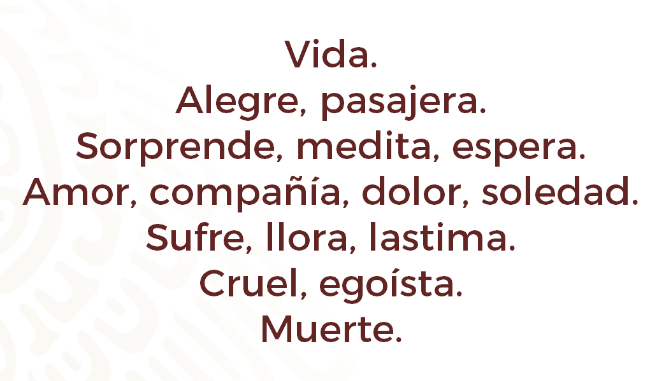 Vida.
Alegre, pasajera.
Sorprende, medita, espera.
Amor, compañía, dolor, soledad.
Sufre, llora, lastima.
Cruel, egoísta.
Muerte.